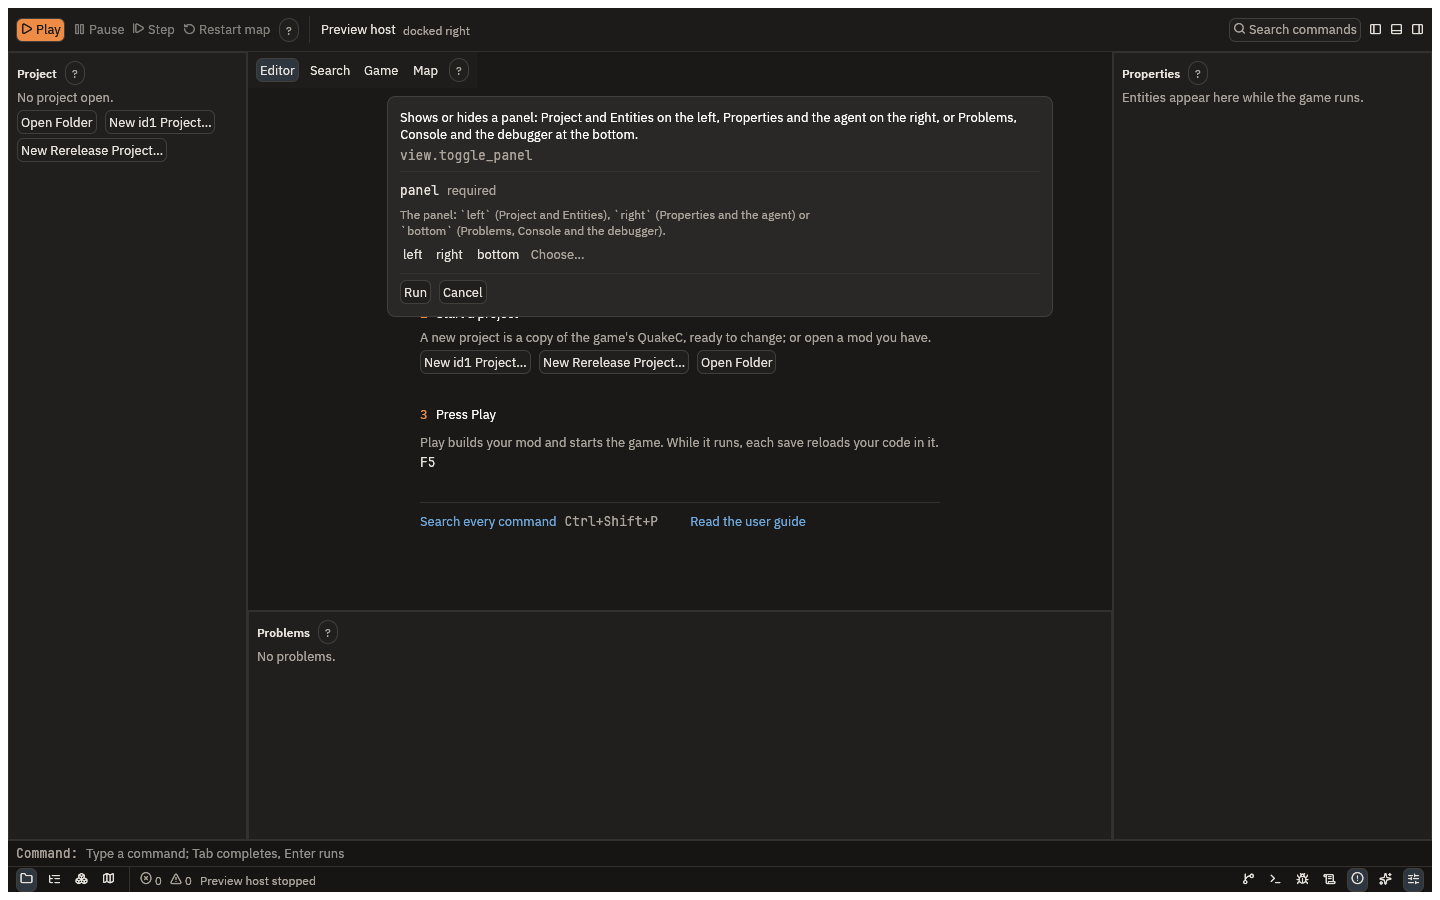 Play Pause Step Restart map ? Preview host docked right Search commands
Project ?
No project open.
Open Folder New id1 Project...
New Rerelease Project...
Editor Search Game Map ?
Shows or hides a panel: Project and Entities on the left, Properties and the agent on the right, or Problems,
Console and the debugger at the bottom.
view.toggle_panel
panel required
The panel: `left` (Project and Entities), `right` (Properties and the agent) or
`bottom` (Problems, Console and the debugger).
left right bottom Choose...
Run Cancel
A new project is a copy of the game's QuakeC, ready to change; or open a mod you have.
New id1 Project... New Rerelease Project... Open Folder
3 Press Play
Play builds your mod and starts the game. While it runs, each save reloads your code in it.
F5
Search every command Ctrl+Shift+P Read the user guide
Properties ?
Entities appear here while the game runs.
Problems ?
No problems.
Command: Type a command; Tab completes, Enter runs
0 0 Preview host stopped